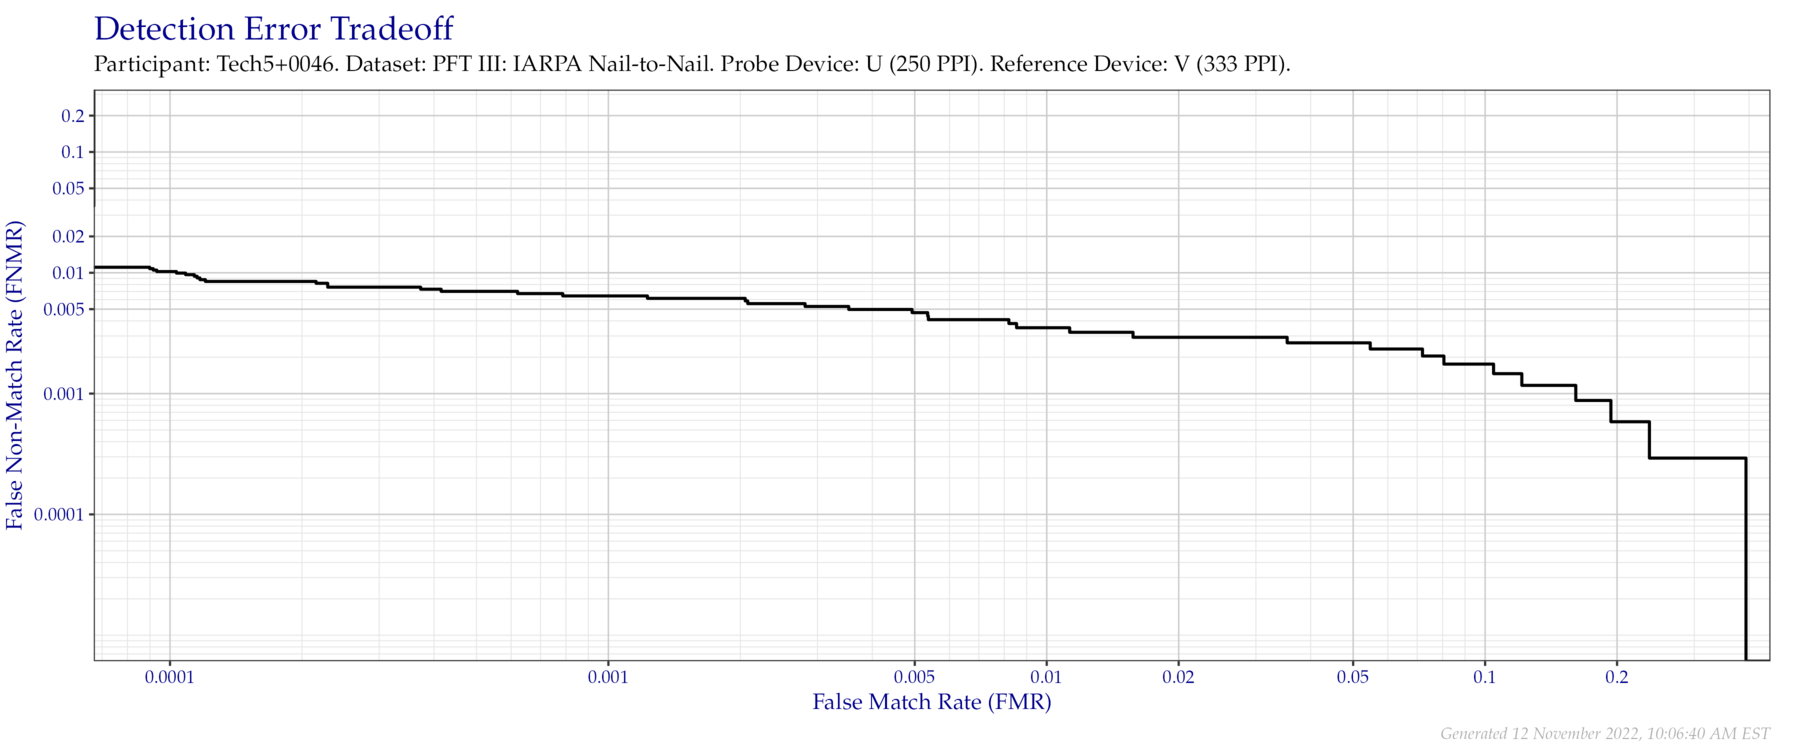 Detection Error Tradeoff
Participant: Tech5+0046. Dataset: PFT III: IARPA Nail-to-Nail. Probe Device: U (250 PPI). Reference Device: V (333 PPI).
False Non-Match Rate (FNMR)
0.2
0.1
0.05
0.02
0.01
0.005
0.001
0.0001
0.0001 0.001 0.005 0.01 0.02 0.05 0.1 0.2
False Match Rate (FMR)
Generated 12 November 2022, 10:06:40 AM EST